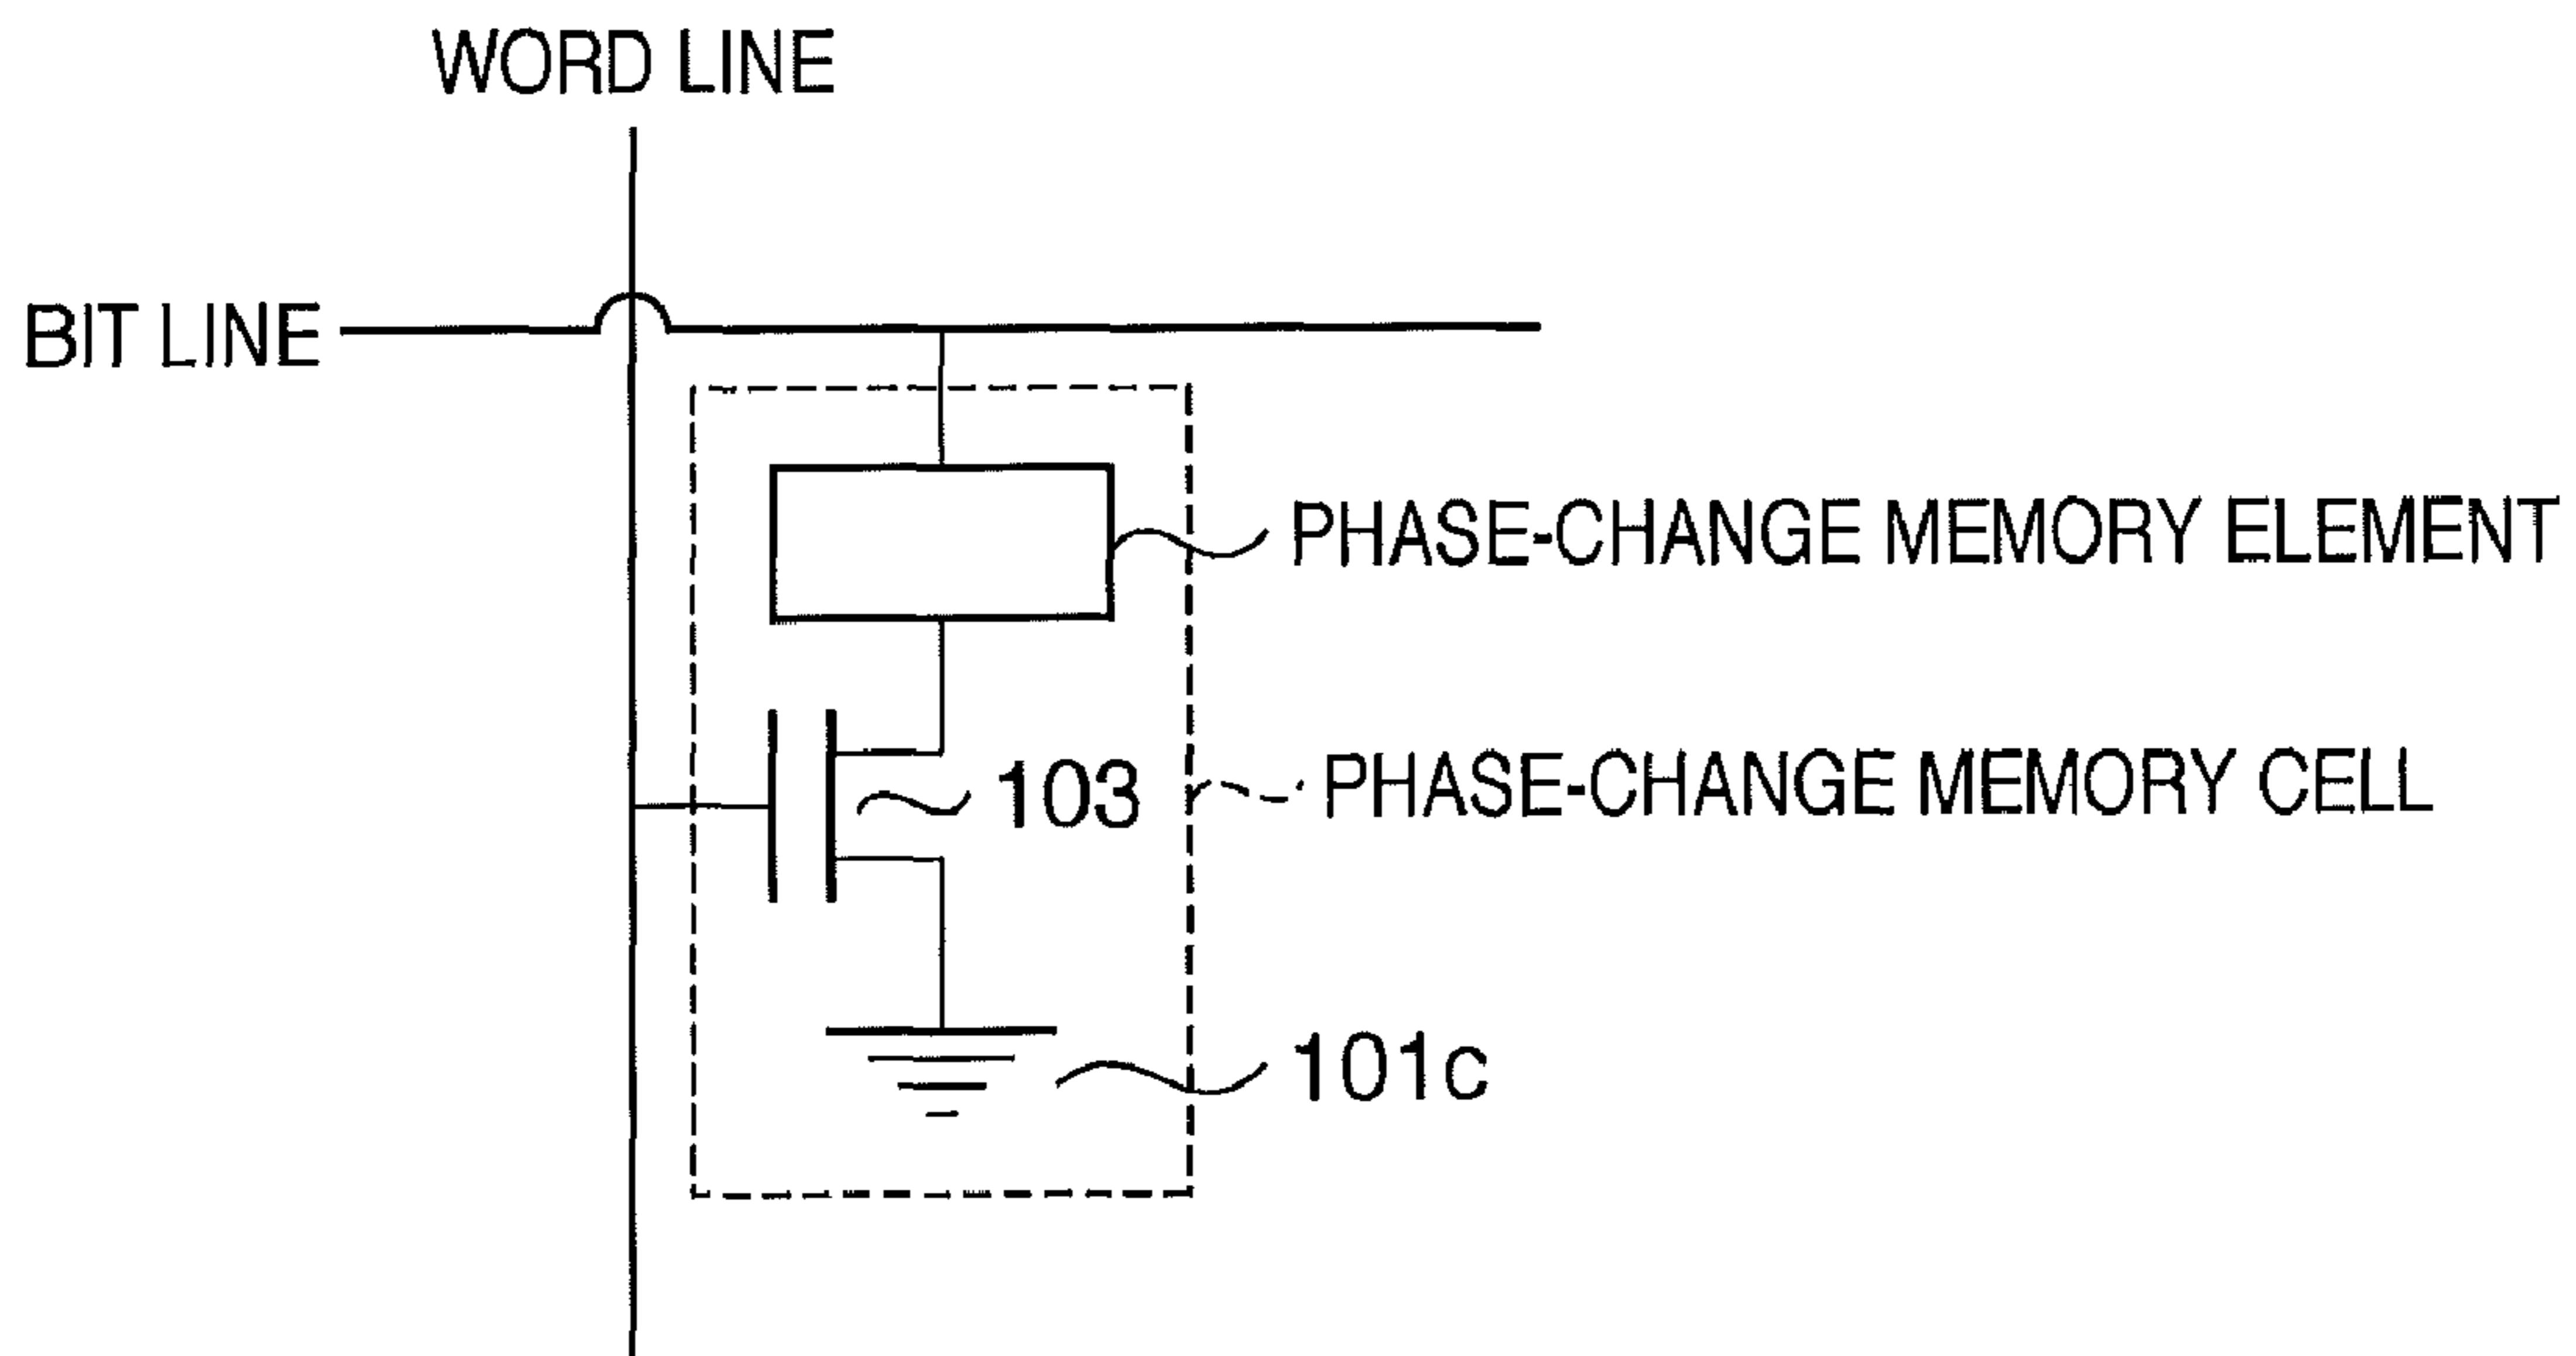 WORD LINE
BIT LINE
PHASE-CHANGE MEMORY ELEMENT
103
PHASE-CHANGE MEMORY CELL
101c